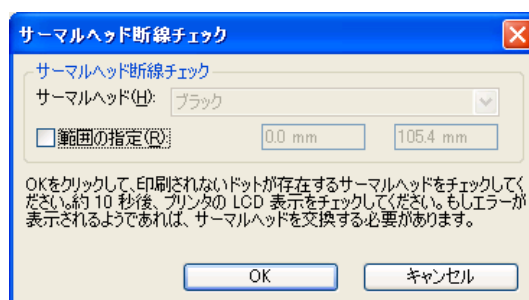 サーマルヘッド断線チェック
サーマルヘッド断線チェック
サーマルヘッド(H): ブラック
範囲の指定(R): 0.0 mm 105.4 mm
OKをクリックして、印刷されないドットが存在するサーマルヘッドをチェックしてく
ださい。約 10 秒後、プリンタの LCD 表示をチェックしてください。もしエラーが
表示されるようであれば、サーマルヘッドを交換する必要があります。
OK キャンセル